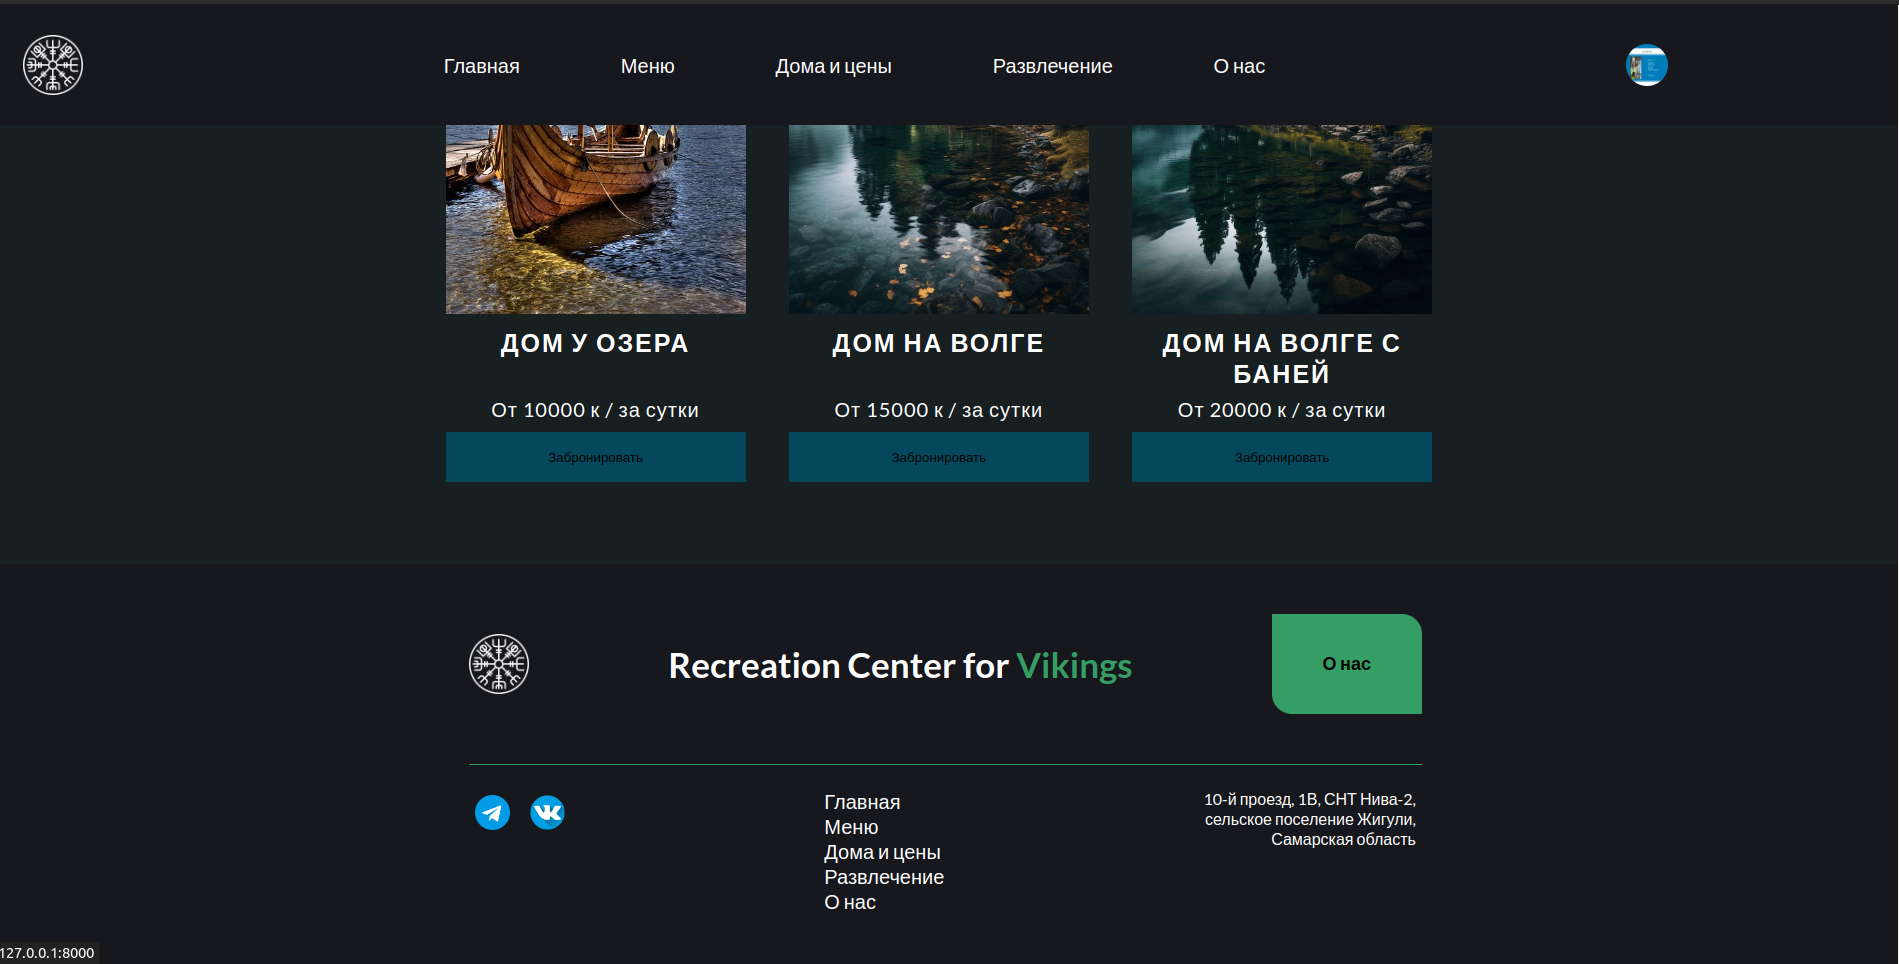 Главная
Меню
Дома и цены
Развлечение
О нас
ДОМ У ОЗЕРА
От 10000 к / за сутки
Забронировать
ДОМ НА ВОЛГЕ
От 15000 к / за сутки
Забронировать
ДОМ НА ВОЛГЕ С
БАНЕЙ
От 20000 к / за сутки
Забронировать
Recreation Center for Vikings
О нас
Главная
Меню
Дома и цены
Развлечение
О нас
10-й проезд, 1В, СНТ Нива-2,
сельское поселение Жигули,
Самарская область
127.0.0.1:8000